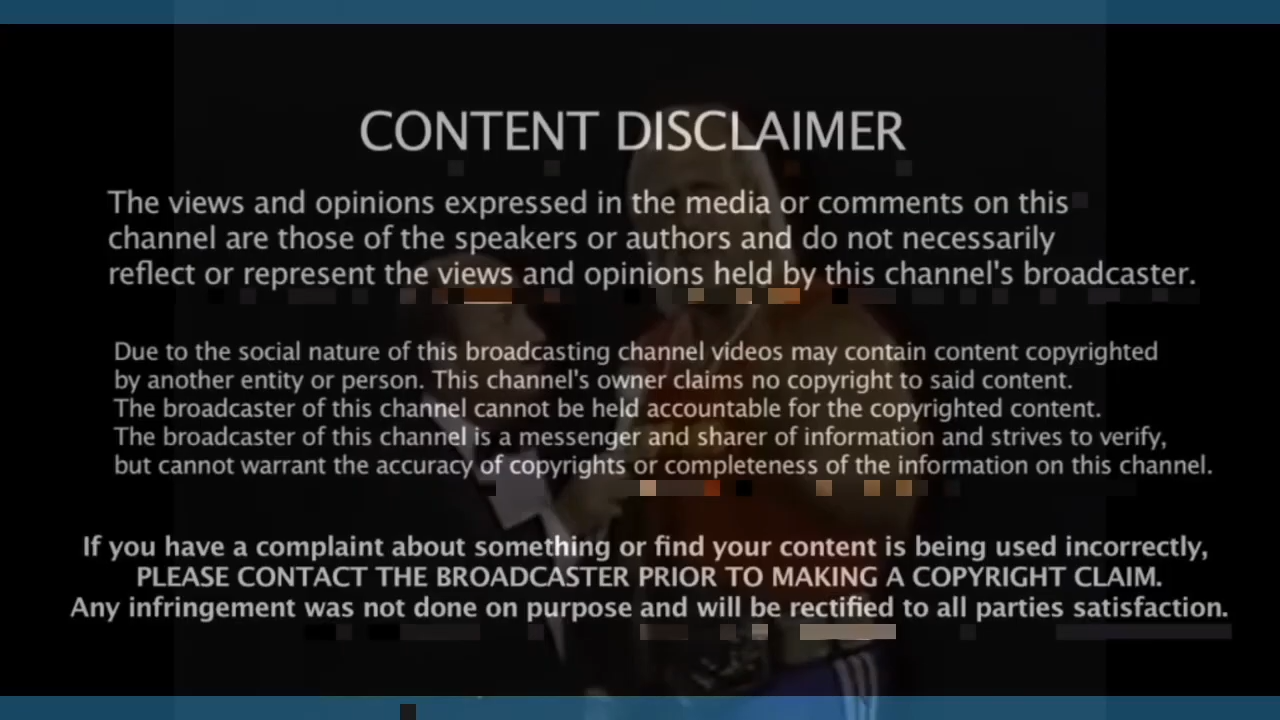 CONTENT DISCLAIMER
The views and opinions expressed in the media or comments on this
channel are those of the speakers or authors and do not necessarily
reflect or represent the views and opinions held by this channel's broadcaster.
Due to the social nature of this broadcasting channel videos may contain content copyrighted
by another entity or person. This channel's owner claims no copyright to said content.
The broadcaster of this channel cannot be held accountable for the copyrighted content.
The broadcaster of this channel is a messenger and sharer of information and strives to verify,
but cannot warrant the accuracy of copyrights or completeness of the information on this channel.
If you have a complaint about something or find your content is being used incorrectly,
PLEASE CONTACT THE BROADCASTER PRIOR TO MAKING A COPYRIGHT CLAIM.
Any infringement was not done on purpose and will be rectified to all parties satisfaction.